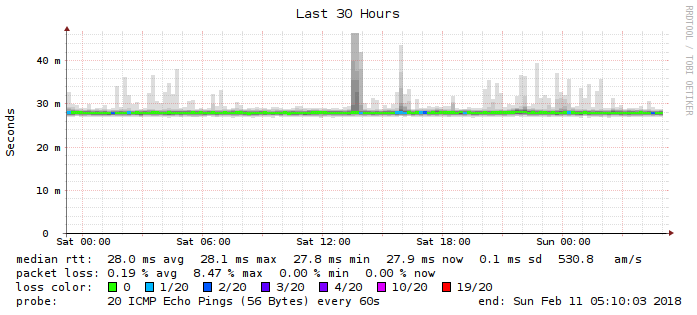 Last 30 Hours
RRDTOOL / TOBI OETIKER
Seconds
40 m
30 m
20 m
10 m
0
Sat 00:00 Sat 06:00 Sat 12:00 Sat 18:00 Sun 00:00
median rtt: 28.0 ms avg 28.1 ms max 27.8 ms min 27.9 ms now 0.1 ms sd 530.8 am/s
packet loss: 0.19 % avg 8.47 % max 0.00 % min 0.00 % now
loss color: 0 1/20 2/20 3/20 4/20 10/20 19/20
probe: 20 ICMP Echo Pings (56 Bytes) every 60s end: Sun Feb 11 05:10:03 2018